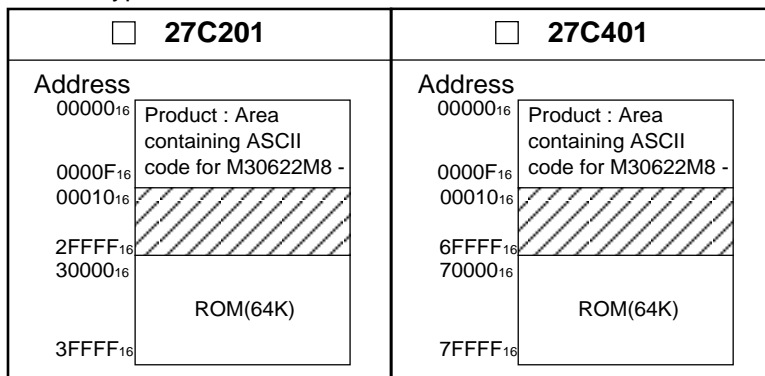 □ 27C201
Address
00000₁₆
Product : Area
containing ASCII
code for M30622M8 -
0000F₁₆
00010₁₆
2FFFF₁₆
30000₁₆
ROM(64K)
3FFFF₁₆
□ 27C401
Address
00000₁₆
Product : Area
containing ASCII
code for M30622M8 -
0000F₁₆
00010₁₆
6FFFF₁₆
70000₁₆
ROM(64K)
7FFFF₁₆